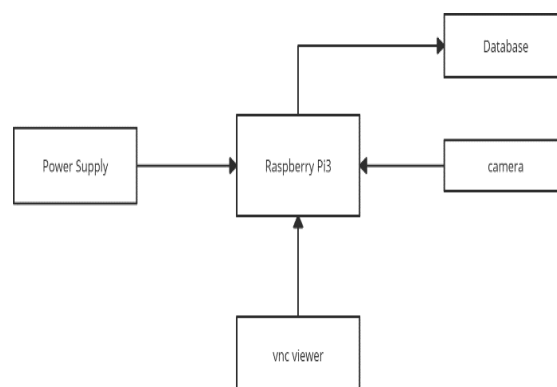 Database
Power Supply
Raspberry Pi3
camera
vnc viewer